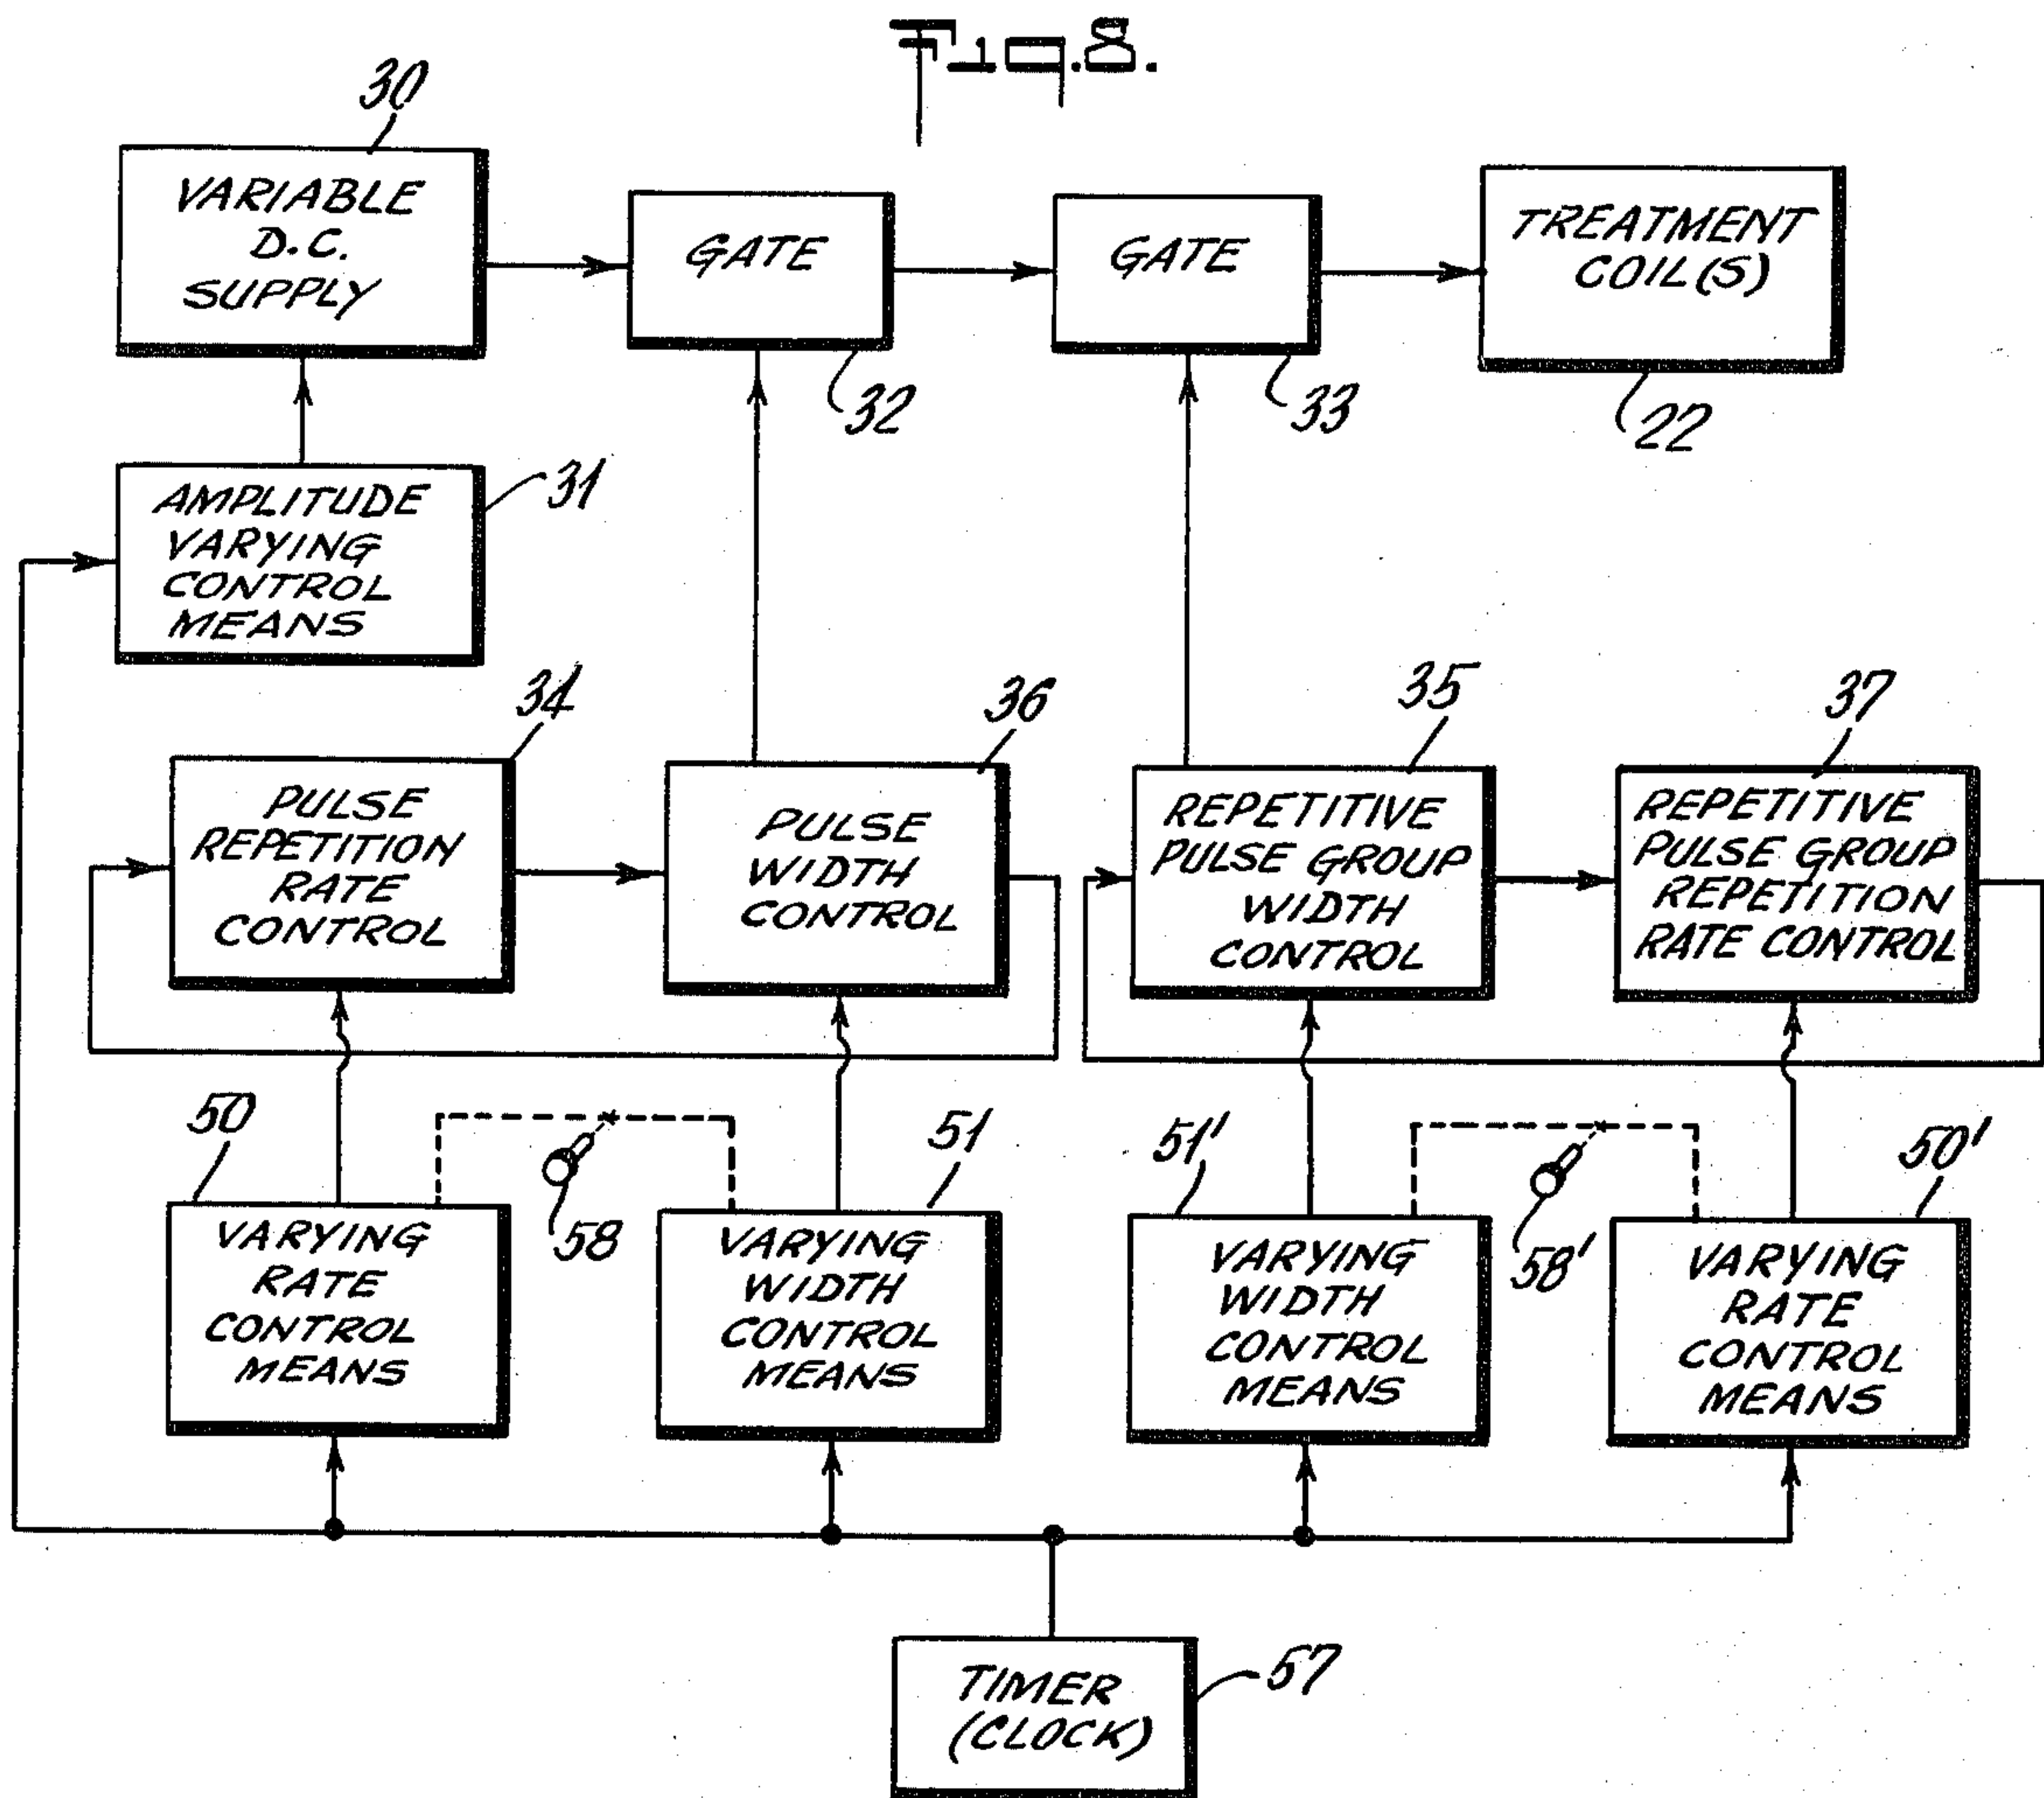 Fig.8.
30
VARIABLE
D.C.
SUPPLY
GATE
GATE
TREATMENT
COIL(S)
32
33
22
AMPLITUDE
VARYING
CONTROL
MEANS
31
34
36
35
37
PULSE
REPETITION
RATE
CONTROL
PULSE
WIDTH
CONTROL
REPETITIVE
PULSE GROUP
WIDTH
CONTROL
REPETITIVE
PULSE GROUP
REPETITION
RATE CONTROL
50
58
51
51'
58'
50'
VARYING
RATE
CONTROL
MEANS
VARYING
WIDTH
CONTROL
MEANS
VARYING
WIDTH
CONTROL
MEANS
VARYING
RATE
CONTROL
MEANS
TIMER
(CLOCK)
57